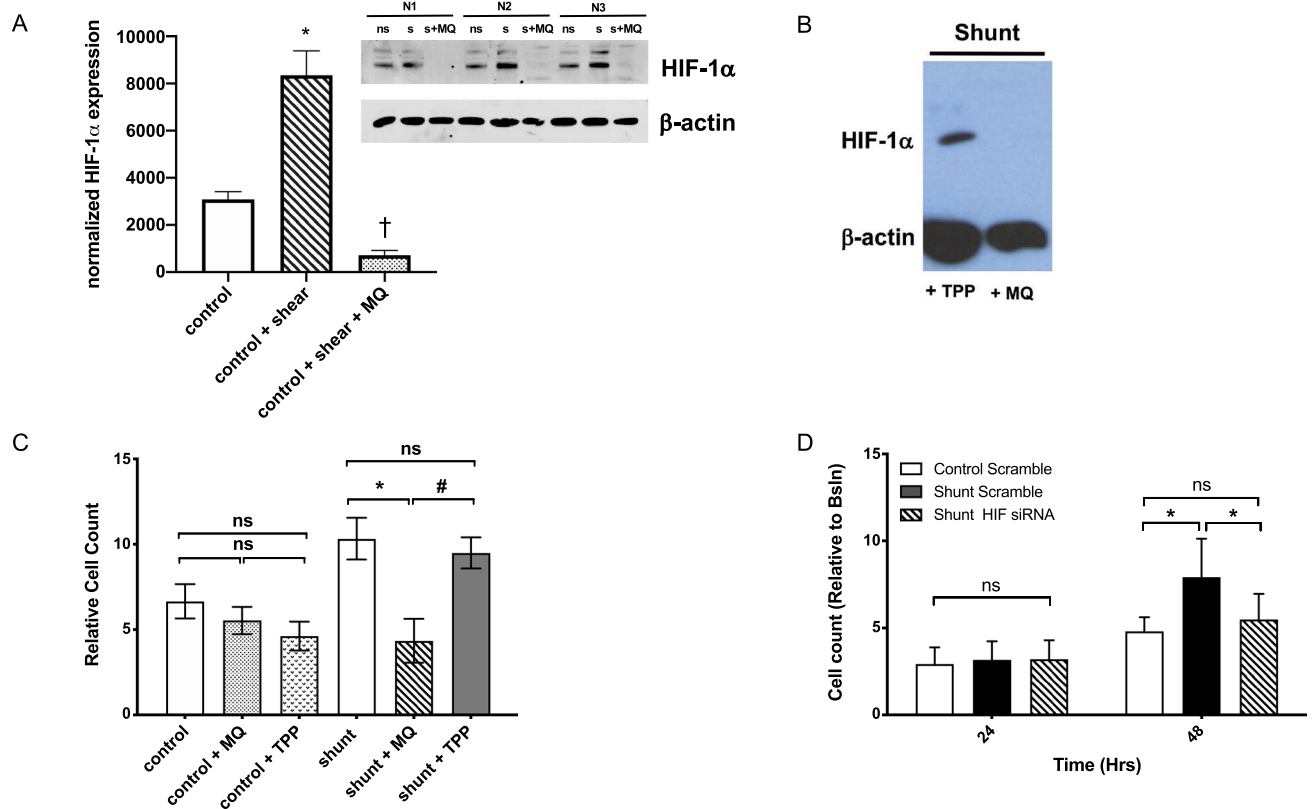 A
normalized HIF-1α expression
10000
8000
6000
4000
2000
0
*
†
control
control + shear
control + shear + MQ
N1 N2 N3
ns s s+MQ ns s s+MQ ns s s+MQ
HIF-1α
β-actin
B
Shunt
HIF-1α
β-actin
+ TPP + MQ
C
Relative Cell Count
15
10
5
0
ns
ns
ns
* #
control
control + MQ
control + TPP
shunt
shunt + MQ
shunt + TPP
D
Cell count (Relative to Bsln)
15
10
5
0
Control Scramble
Shunt Scramble
Shunt HIF siRNA
ns
ns
* *
24 48
Time (Hrs)